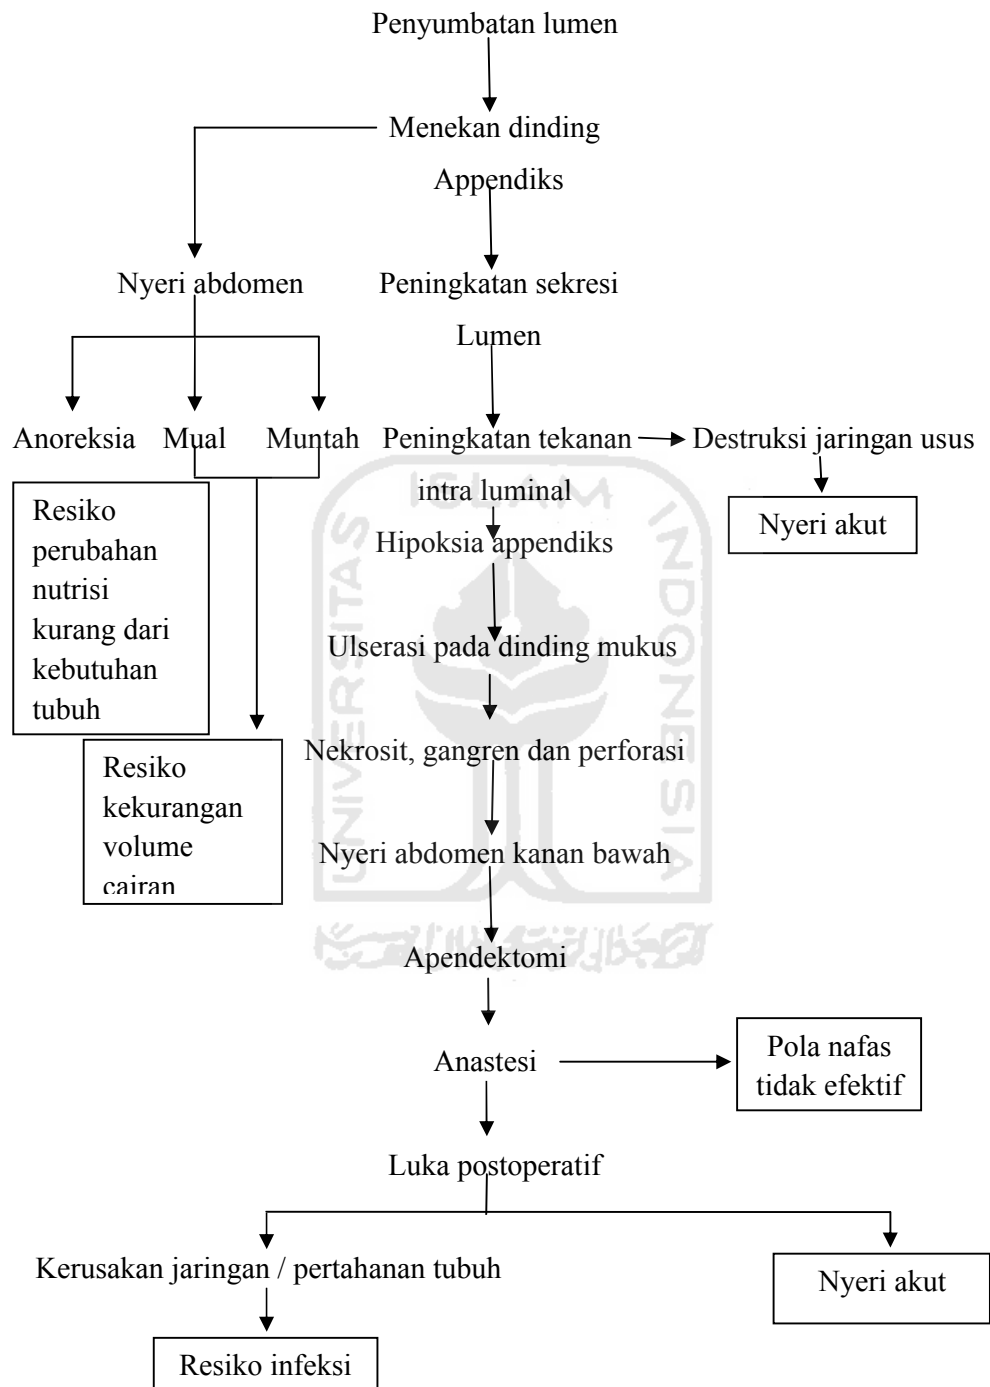 Penyumbatan lumen
Menekan dinding
Appendiks
Nyeri abdomen
Peningkatan sekresi
Lumen
Anoreksia
Mual
Muntah
Peningkatan tekanan
intra luminal
Destruksi jaringan usus
Nyeri akut
Resiko
perubahan
nutrisi
kurang dari
kebutuhan
tubuh
Hipoksia appendiks
Ulserasi pada dinding mukus
Nekrosit, gangren dan perforasi
Resiko
kekurangan
volume
cairan
Nyeri abdomen kanan bawah
Apendektomi
Anastesi
Pola nafas
tidak efektif
Luka postoperatif
Kerusakan jaringan / pertahanan tubuh
Nyeri akut
Resiko infeksi
UNIVERSITAS
ISLAM
INDONESIA